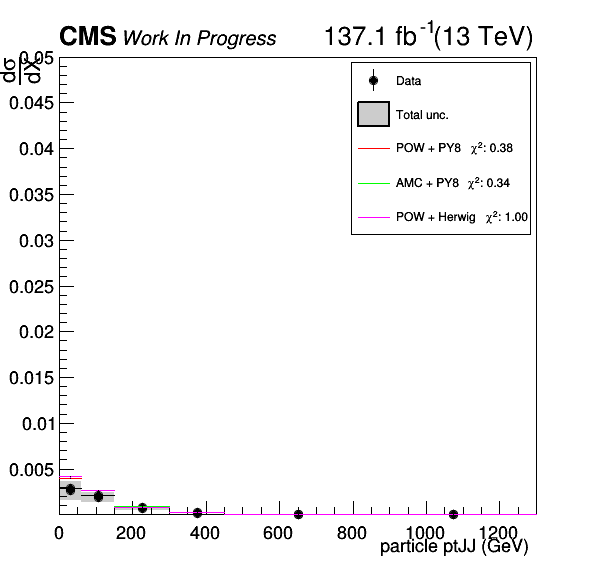 CMS Work In Progress 137.1 fb⁻¹(13 TeV)
dσ
dX
0.05
0.045
0.04
0.035
0.03
0.025
0.02
0.015
0.01
0.005
Data
Total unc.
POW + PY8 χ²: 0.38
AMC + PY8 χ²: 0.34
POW + Herwig χ²: 1.00
0 200 400 600 800 1000 1200
particle ptJJ (GeV)